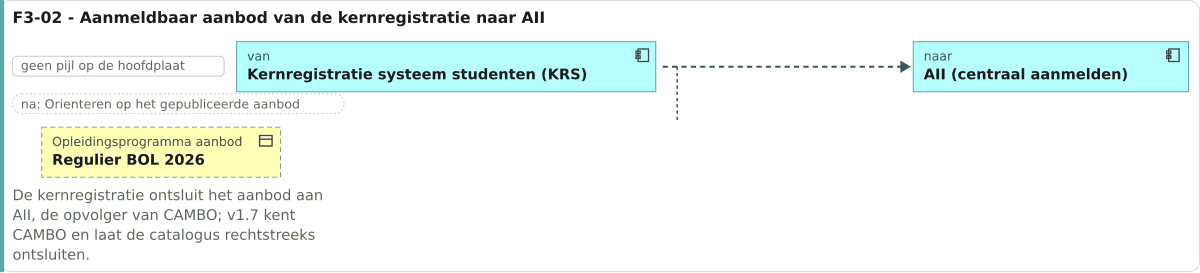 F3-02 - Aanmeldbaar aanbod van de kernregistratie naar AII
geen pijl op de hoofdplaat
van
Kernregistratie systeem studenten (KRS)
naar
AII (centraal aanmelden)
na: Orienteren op het gepubliceerde aanbod
Opleidingsprogramma aanbod
Regulier BOL 2026
De kernregistratie ontsluit het aanbod aan
AII, de opvolger van CAMBO; v1.7 kent
CAMBO en laat de catalogus rechtstreeks
ontsluiten.